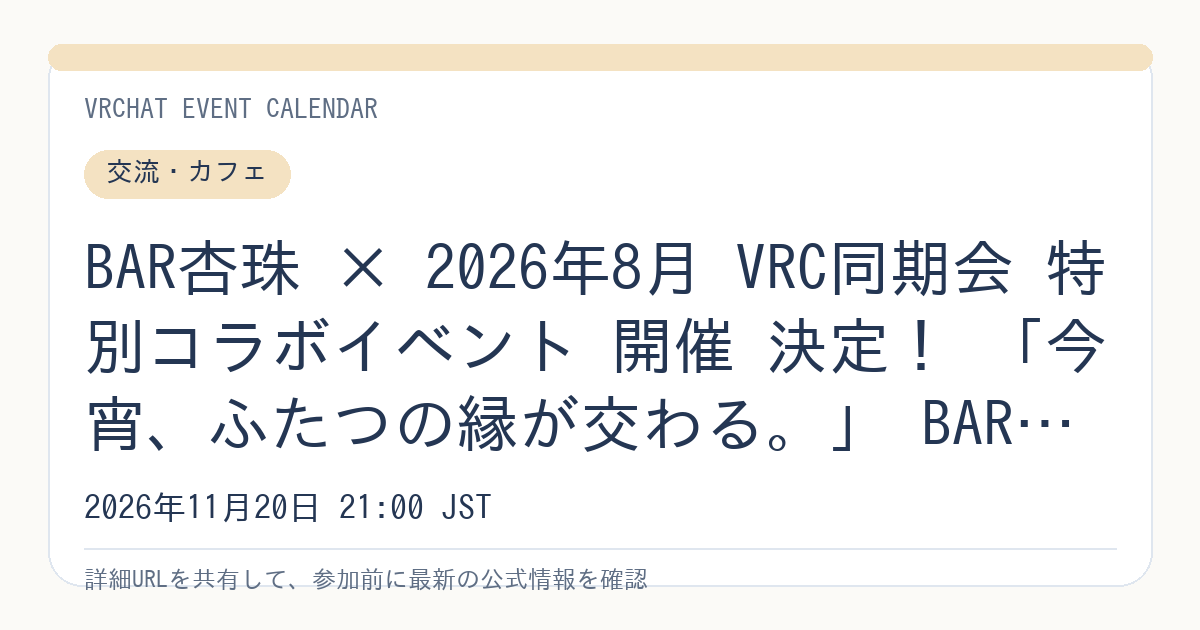 VRCHAT EVENT CALENDAR
交流・カフェ
BAR杏珠 × 2026年8月 VRC同期会 特
別コラボイベント 開催 決定！ 「今
宵、ふたつの縁が交わる。」 BAR…
2026年11月20日 21:00 JST
詳細URLを共有して、参加前に最新の公式情報を確認